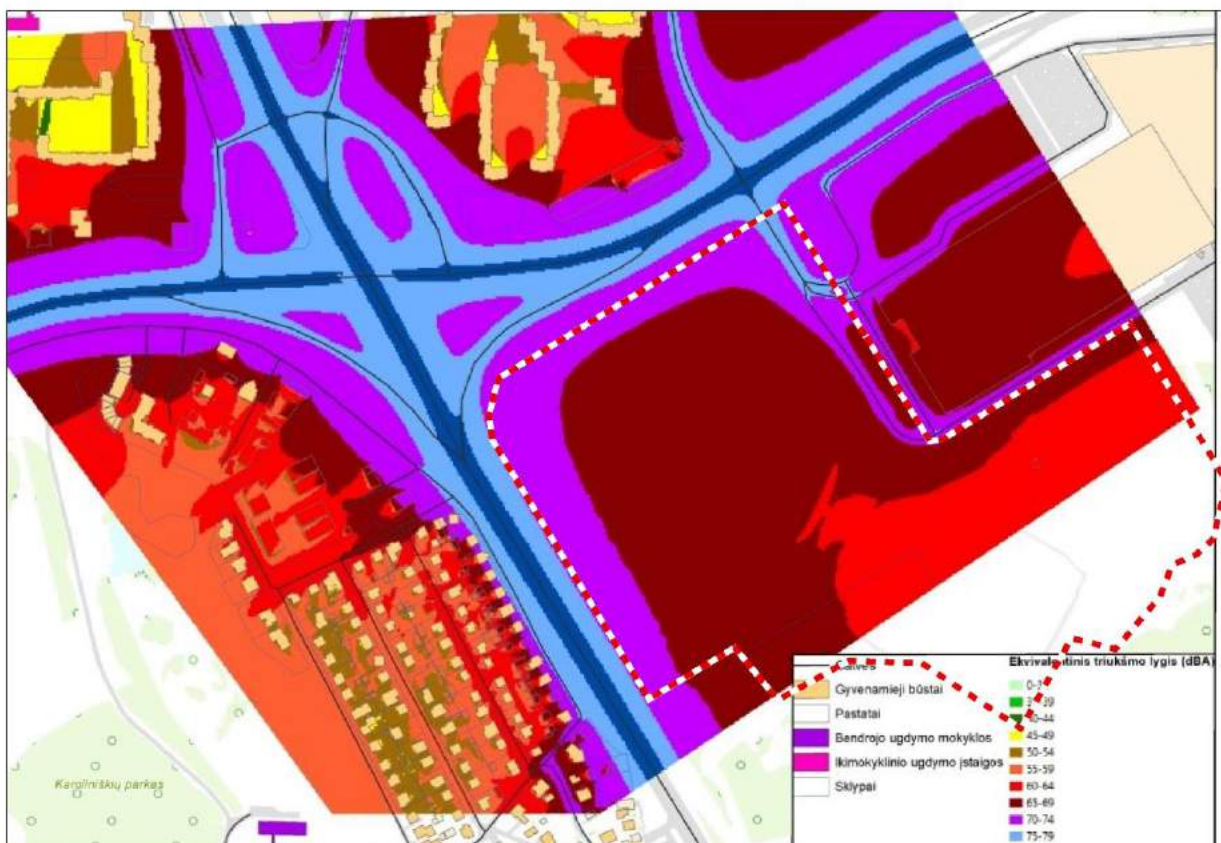 Karoliniškių parkas
Gatvės
Gyvenamieji būstai
Pastatai
Bendrojo ugdymo mokyklos
Ikimokyklinio ugdymo įstaigos
Sklypai
Ekvivalentinis triukšmo lygis (dBA)
45-49
50-54
55-59
60-64
65-69
70-74
75-79